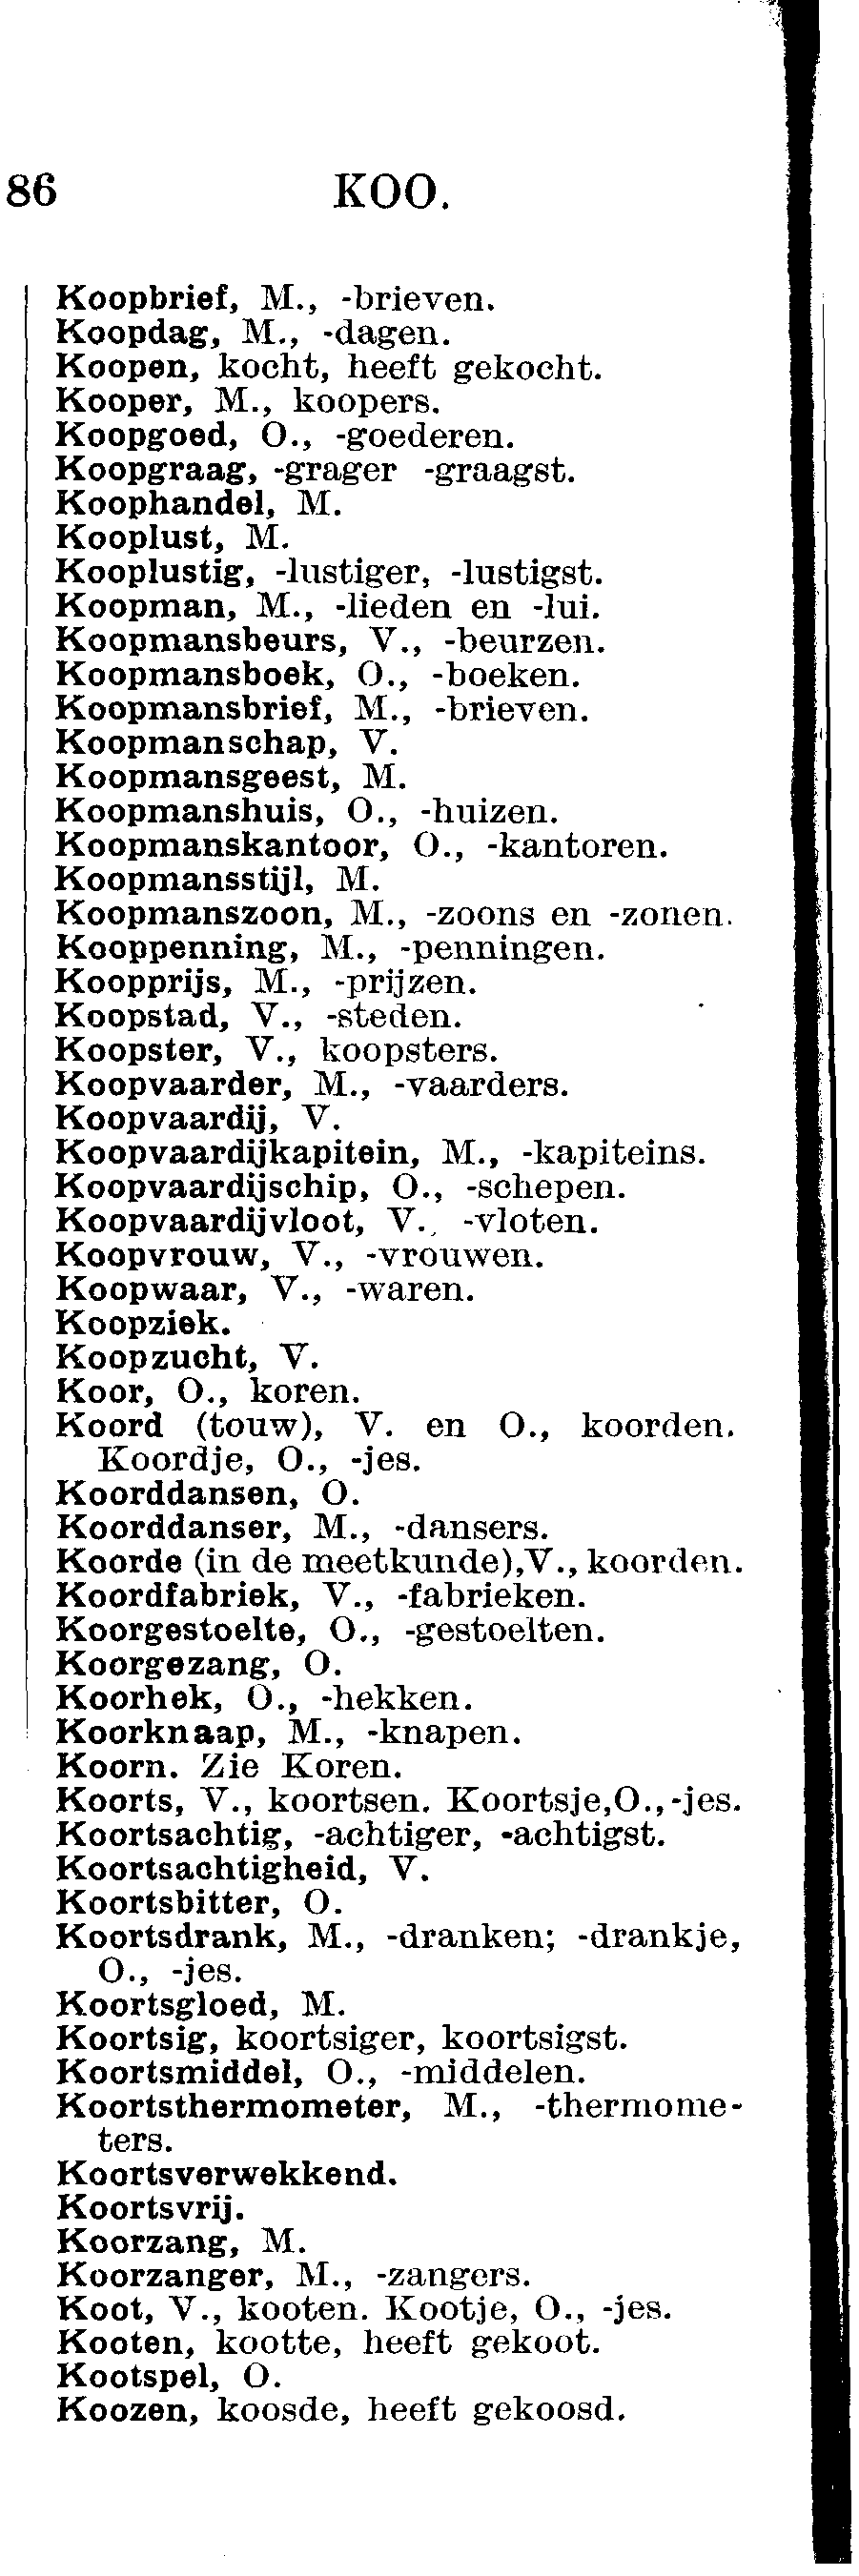 86 KOO.
Koopbrief, M., -brieven.
Koopdag, M., -dagen.
Koopen, kocht, heeft gekocht.
Kooper, M., koopers.
Koopgoed, O., -goederen.
Koopgraag, -grager -graagst.
Koophandel, M.
Kooplust, M.
Kooplustig, -lustiger, -lustigst.
Koopman, M., -lieden en -lui.
Koopmansbeurs, V., -beurzen.
Koopmansboek, O., -boeken.
Koopmansbrief, M., -brieven.
Koopmanschap, V.
Koopmansgeest, M.
Koopmanshuis, O., -huizen.
Koopmanskantoor, O., -kantoren.
Koopmansstijl, M.
Koopmanszoon, M., -zoons en -zonen.
Kooppenning, M., -penningen.
Koopprijs, M., -prijzen.
Koopstad, V., -steden.
Koopster, V., koopsters.
Koopvaarder, M., -vaarders.
Koopvaardij, V.
Koopvaardijkapitein, M., -kapiteins.
Koopvaardijschip, O., -schepen.
Koopvaardijvloot, V., -vloten.
Koopvrouw, V., -vrouwen.
Koopwaar, V., -waren.
Koopziek.
Koopzucht, V.
Koor, O., koren.
Koord (touw), V. en O., koorden.
Koordje, O., -jes.
Koorddansen, O.
Koorddanser, M., -dansers.
Koorde (in de meetkunde),V., koorden.
Koordfabriek, V., -fabrieken.
Koorgestoelte, O., -gestoelten.
Koorgezang, O.
Koorhek, O., -hekken.
Koorknaap, M., -knapen.
Koorn. Zie Koren.
Koorts, V., koortsen. Koortsje,O.,-jes.
Koortsachtig, -achtiger, -achtigst.
Koortsachtigheid, V.
Koortsbitter, O.
Koortsdrank, M., -dranken; -drankje,
O., -jes.
Koortsgloed, M.
Koortsig, koortsiger, koortsigst.
Koortsmiddel, O., -middelen.
Koortsthermometer, M., -thermome-
ters.
Koortsverwekkend.
Koortsvrij.
Koorzang, M.
Koorzanger, M., -zangers.
Koot, V., kooten. Kootje, O., -jes.
Kooten, kootte, heeft gekoot.
Kootspel, O.
Koozen, koosde, heeft gekoosd.